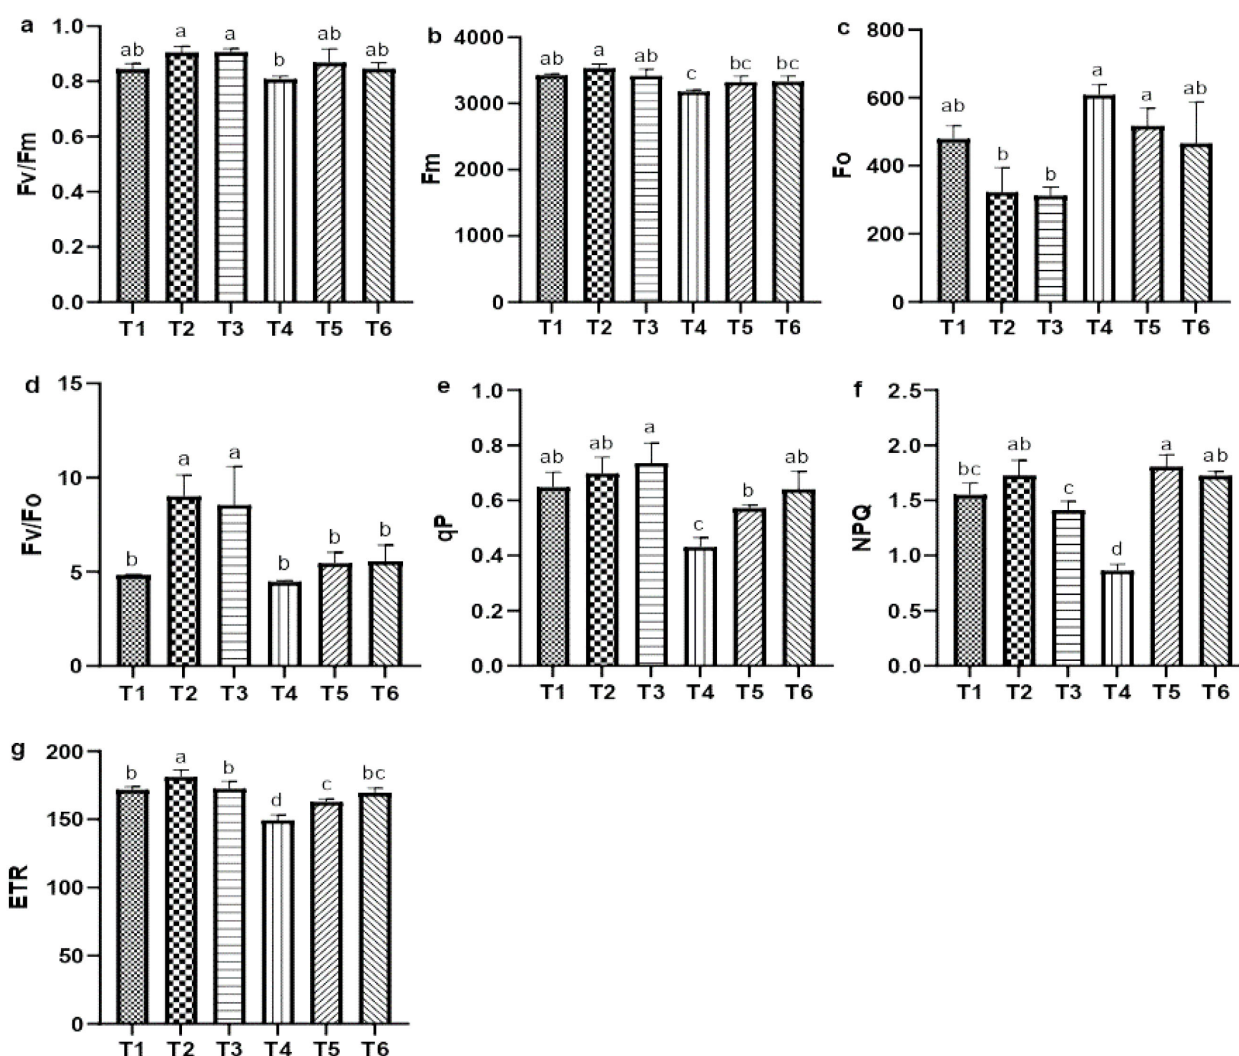 a
1.0
0.8
0.6
0.4
0.2
0.0
Fv/Fm
ab a a b ab ab
T1 T2 T3 T4 T5 T6
b
4000
3000
2000
1000
0
Fm
ab a ab c bc bc
T1 T2 T3 T4 T5 T6
c
800
600
400
200
0
Fo
ab b b a a ab
T1 T2 T3 T4 T5 T6
d
15
10
5
0
Fv/Fo
b a a b b b
T1 T2 T3 T4 T5 T6
e
1.0
0.8
0.6
0.4
0.2
0.0
qP
ab ab a c b ab
T1 T2 T3 T4 T5 T6
f
2.5
2.0
1.5
1.0
0.5
0.0
NPQ
bc ab c d a ab
T1 T2 T3 T4 T5 T6
g
200
150
100
50
0
ETR
b a b d c bc
T1 T2 T3 T4 T5 T6